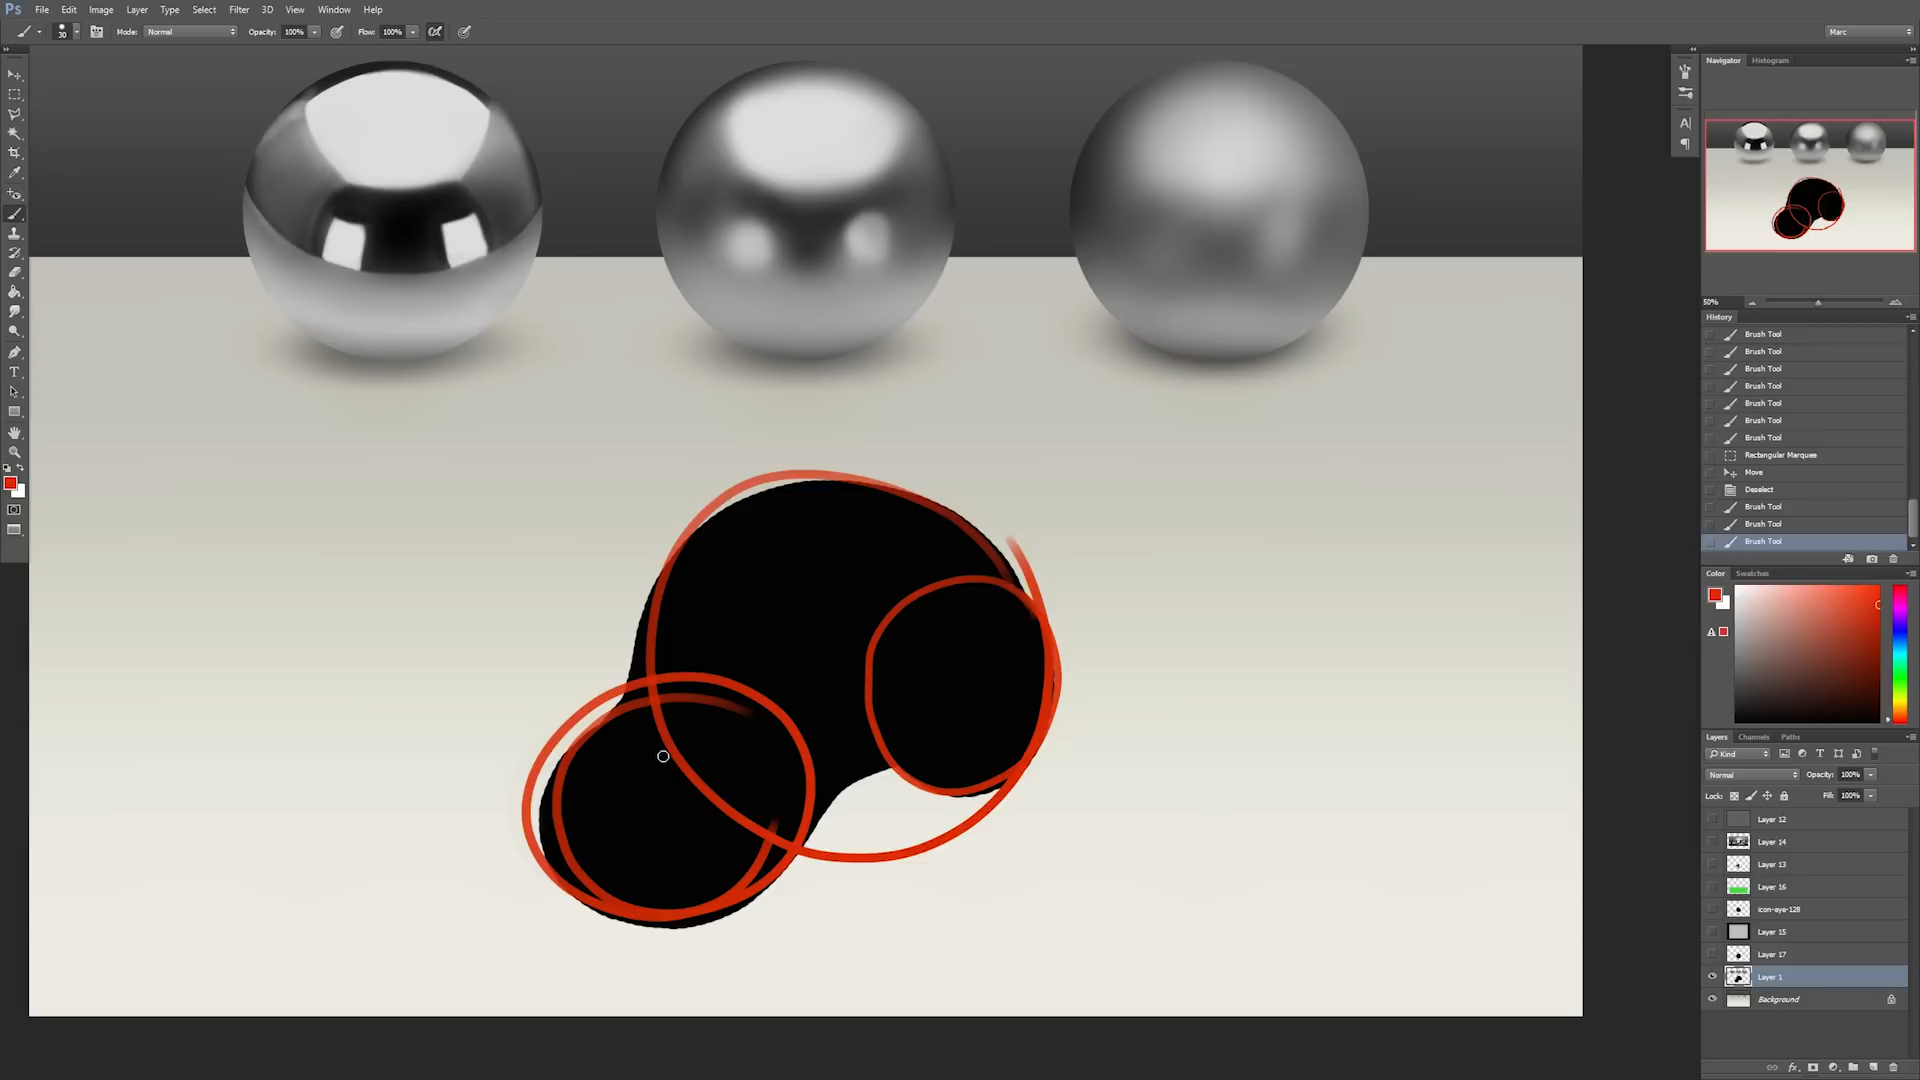 Ps File Edit Image Layer Type Select Filter 3D View Window Help
30 Mode: Normal Opacity: 100% Flow: 100% Marc
Navigator Histogram
50%
History
Brush Tool
Brush Tool
Brush Tool
Brush Tool
Brush Tool
Brush Tool
Brush Tool
Rectangular Marquee
Move
Deselect
Brush Tool
Brush Tool
Brush Tool
Color Swatches
Layers Channels Paths
Kind
Normal Opacity: 100%
Lock: Fill: 100%
Layer 12
Layer 14
Layer 13
Layer 16
icon-eye-128
Layer 15
Layer 17
Layer 1
Background